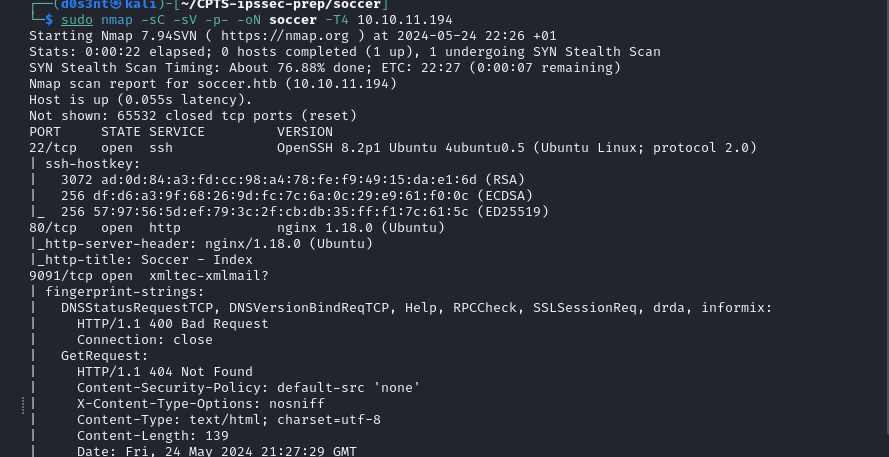 ┌──(d0s3nt㉿kali)-[~/CPTS-ipssec-prep/soccer]
└─$ sudo nmap -sC -sV -p- -oN soccer -T4 10.10.11.194
Starting Nmap 7.94SVN ( https://nmap.org ) at 2024-05-24 22:26 +01
Stats: 0:00:22 elapsed; 0 hosts completed (1 up), 1 undergoing SYN Stealth Scan
SYN Stealth Scan Timing: About 76.88% done; ETC: 22:27 (0:00:07 remaining)
Nmap scan report for soccer.htb (10.10.11.194)
Host is up (0.055s latency).
Not shown: 65532 closed tcp ports (reset)
PORT     STATE SERVICE         VERSION
22/tcp   open  ssh             OpenSSH 8.2p1 Ubuntu 4ubuntu0.5 (Ubuntu Linux; protocol 2.0)
| ssh-hostkey:
|   3072 ad:0d:84:a3:fd:cc:98:a4:78:fe:f9:49:15:da:e1:6d (RSA)
|   256 df:d6:a3:9f:68:26:9d:fc:7c:6a:0c:29:e9:61:f0:0c (ECDSA)
|_  256 57:97:56:5d:ef:79:3c:2f:cb:db:35:ff:f1:7c:61:5c (ED25519)
80/tcp   open  http            nginx 1.18.0 (Ubuntu)
|_http-server-header: nginx/1.18.0 (Ubuntu)
|_http-title: Soccer - Index
9091/tcp open  xmltec-xmlmail?
| fingerprint-strings:
|   DNSStatusRequestTCP, DNSVersionBindReqTCP, Help, RPCCheck, SSLSessionReq, drda, informix:
|     HTTP/1.1 400 Bad Request
|     Connection: close
|   GetRequest:
|     HTTP/1.1 404 Not Found
|     Content-Security-Policy: default-src 'none'
|     X-Content-Type-Options: nosniff
|     Content-Type: text/html; charset=utf-8
|     Content-Length: 139
|     Date: Fri, 24 May 2024 21:27:29 GMT